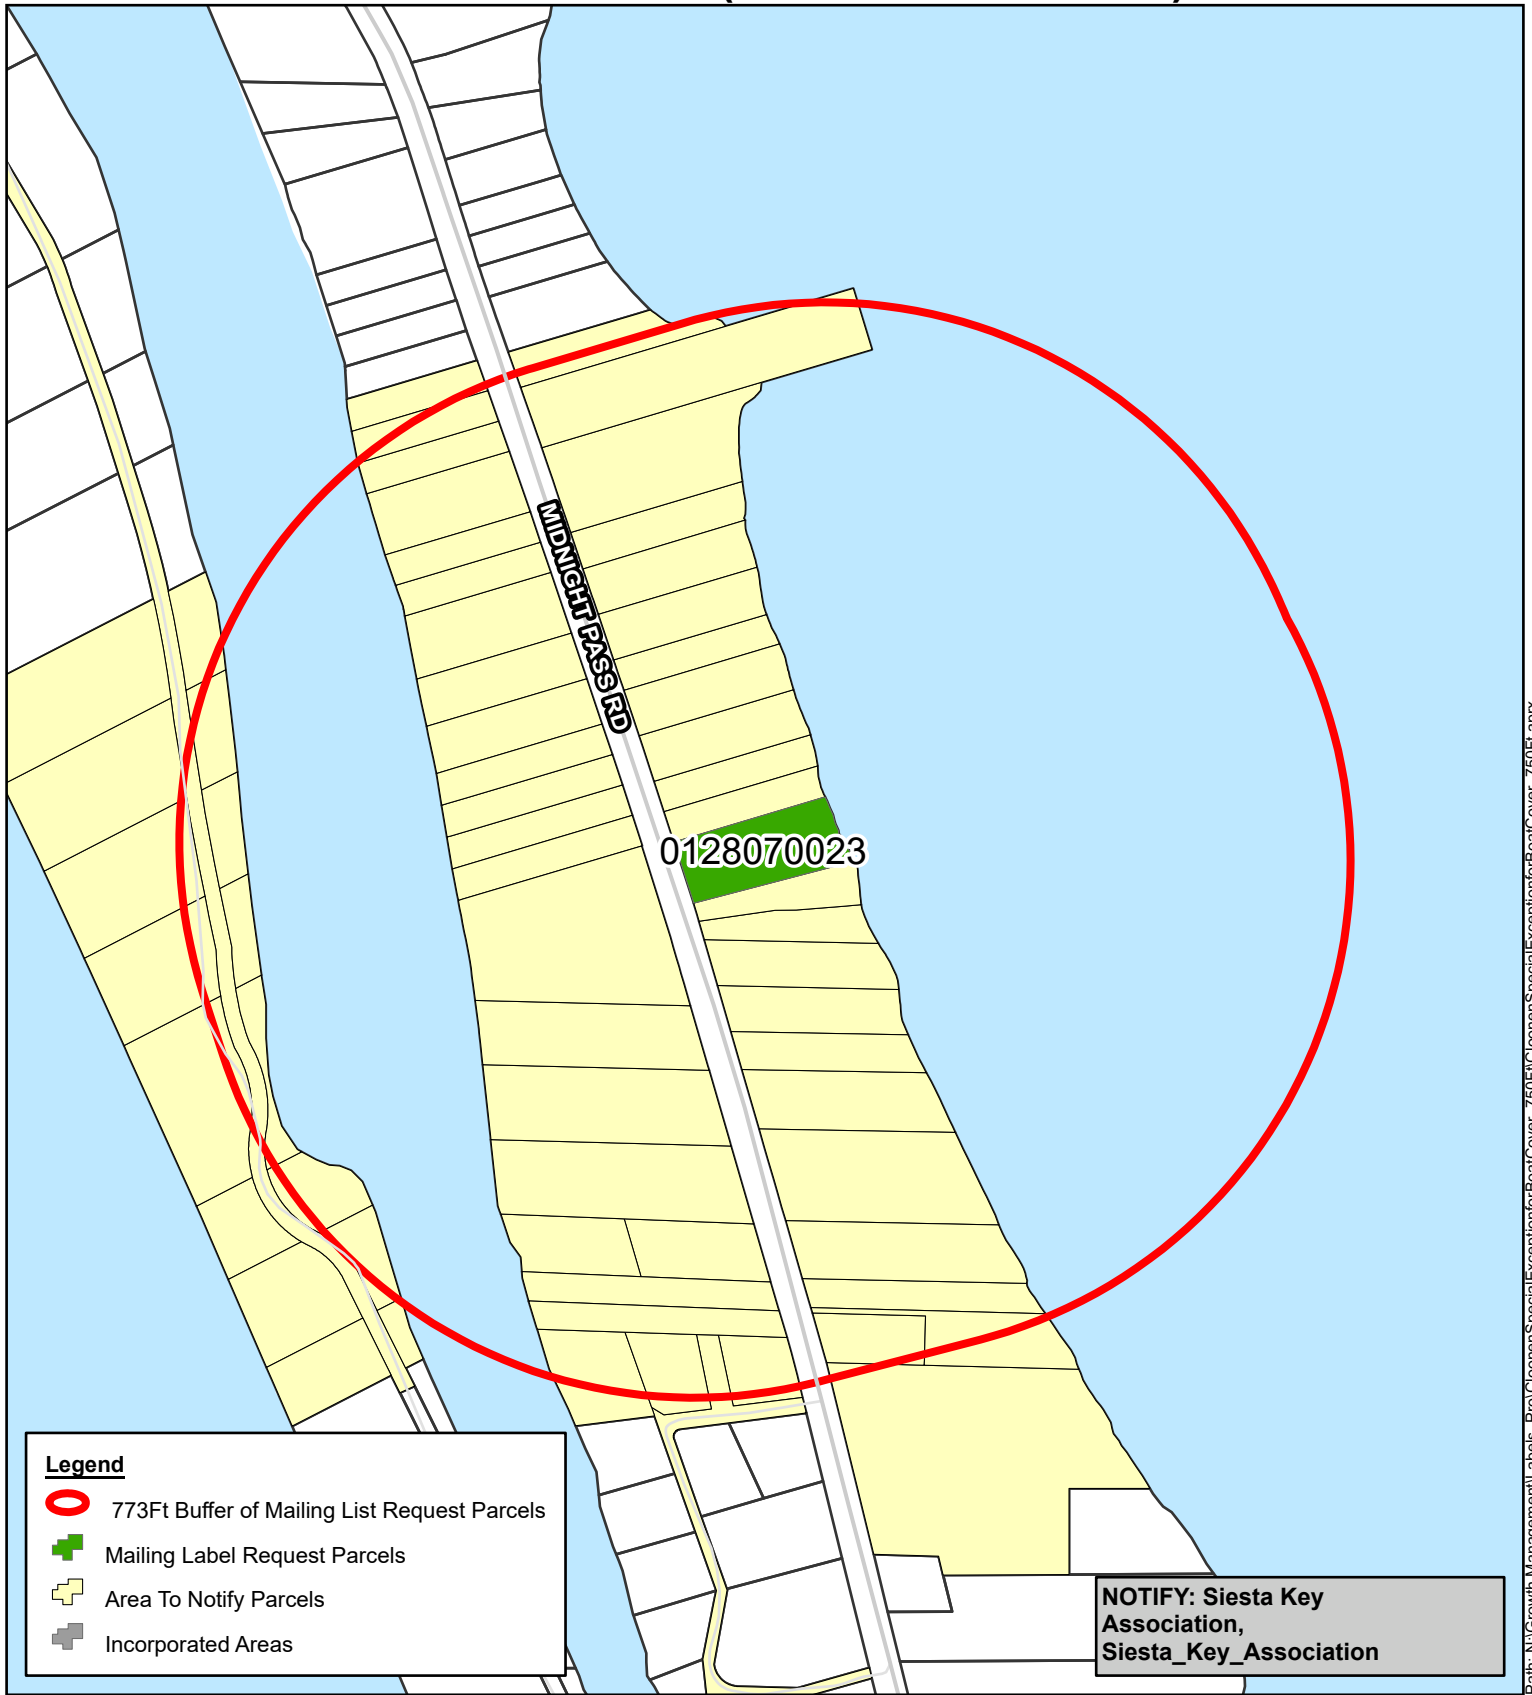 MIDNIGHT PASS RD
0128070023
Legend
773Ft Buffer of Mailing List Request Parcels
Mailing Label Request Parcels
Area To Notify Parcels
Incorporated Areas
NOTIFY: Siesta Key
Association,
Siesta_Key_Association